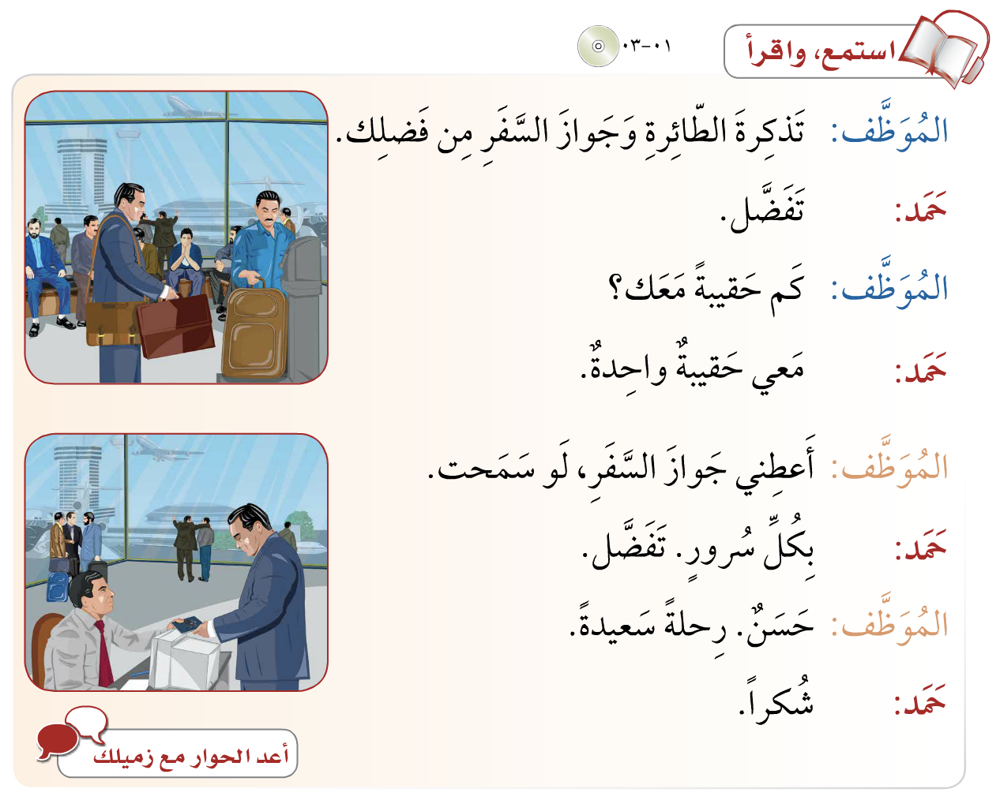 استمع، واقرأ
٠٣-٠١
المُوَظَّف: تَذكِرةَ الطّائِرةِ وَجَوازَ السَّفَرِ مِن فَضلِك.
حَمَد: تَفَضَّل.
المُوَظَّف: كَم حَقيبةً مَعَك؟
حَمَد: مَعي حَقيبةٌ واحِدةٌ.
المُوَظَّف: أَعطِني جَوازَ السَّفَرِ، لَو سَمَحت.
حَمَد: بِكُلِّ سُرورٍ. تَفَضَّل.
المُوَظَّف: حَسَنٌ. رِحلةً سَعيدةً.
حَمَد: شُكراً.
أعد الحوار مع زميلك